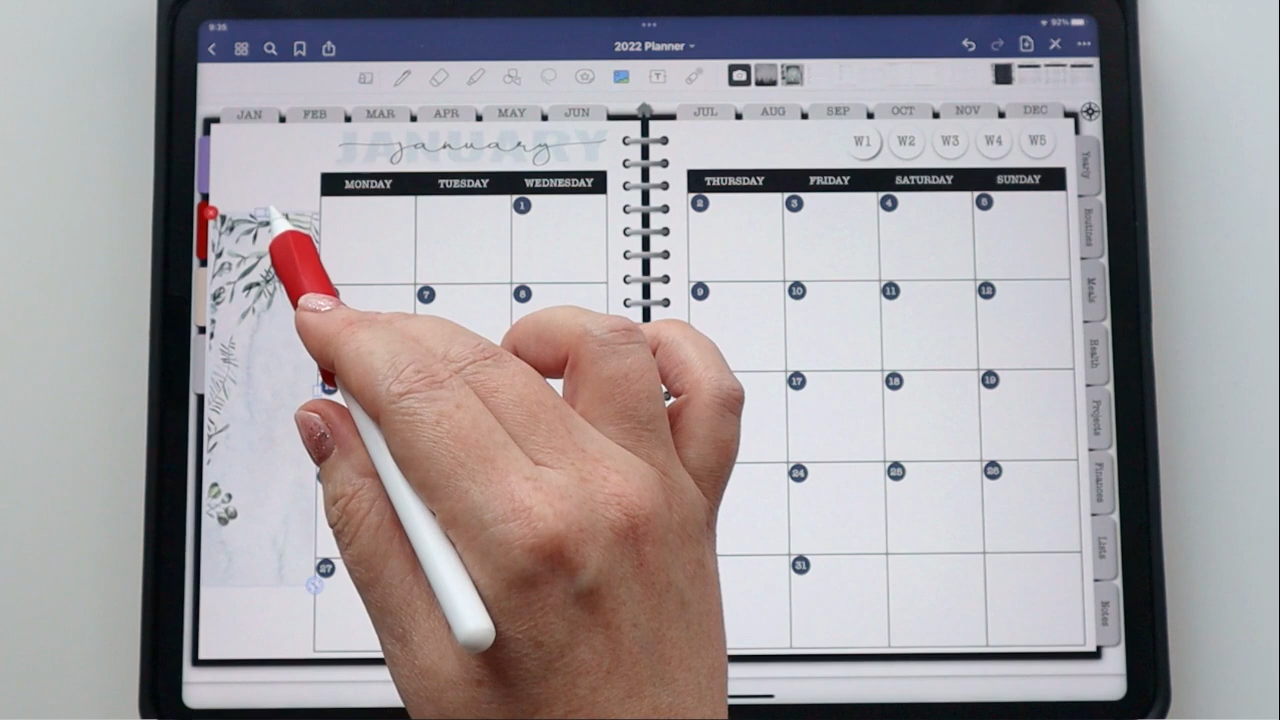 9:35
92%
2022 Planner
JAN FEB MAR APR MAY JUN JUL AUG SEP OCT NOV DEC
JANUARY
january
W1 W2 W3 W4 W5
MONDAY TUESDAY WEDNESDAY THURSDAY FRIDAY SATURDAY SUNDAY
1 2 3 4 5
7 8 9 10 11 12
17 18 19
24 25 26
27 31
Yearly
Routines
Meals
Health
Projects
Finances
Lists
Notes